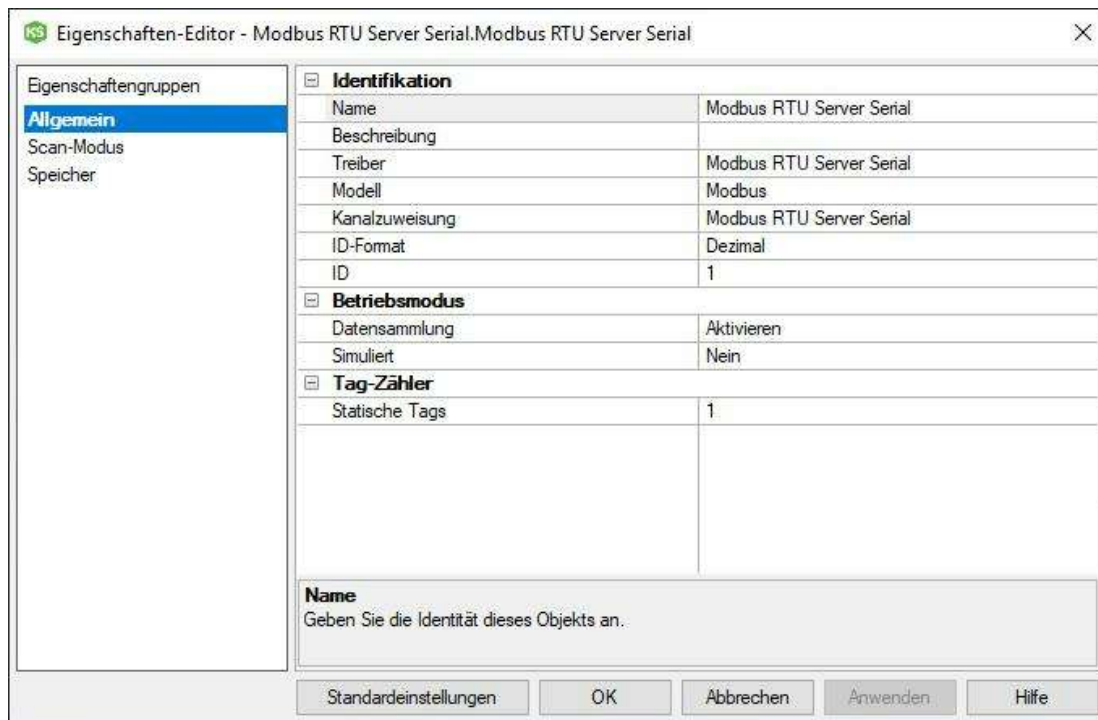 KS Eigenschaften-Editor - Modbus RTU Server Serial.Modbus RTU Server Serial
Eigenschaftengruppen
Allgemein
Scan-Modus
Speicher
Identifikation
Name Modbus RTU Server Serial
Beschreibung
Treiber Modbus RTU Server Serial
Modell Modbus
Kanalzuweisung Modbus RTU Server Serial
ID-Format Dezimal
ID 1
Betriebsmodus
Datensammlung Aktivieren
Simuliert Nein
Tag-Zähler
Statische Tags 1
Name
Geben Sie die Identität dieses Objekts an.
Standardeinstellungen OK Abbrechen Anwenden Hilfe